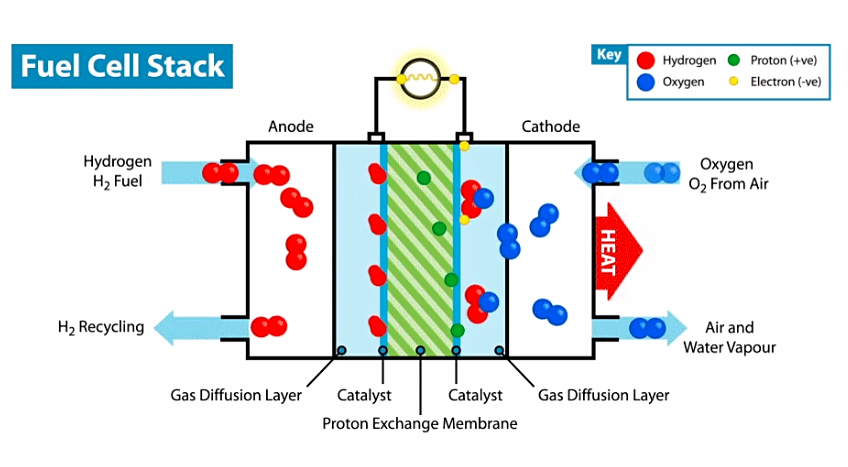 Fuel Cell Stack
Key
Hydrogen
Proton (+ve)
Oxygen
Electron (-ve)
Anode
Cathode
Hydrogen
H₂ Fuel
Oxygen
O₂ From Air
HEAT
H₂ Recycling
Air and
Water Vapour
Gas Diffusion Layer
Catalyst
Catalyst
Gas Diffusion Layer
Proton Exchange Membrane